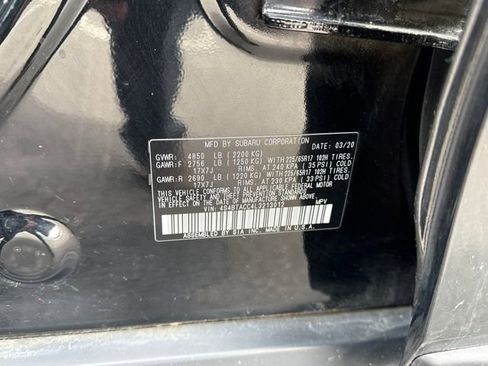 MFD BY SUBARU CORPORATION DATE: 03/20
GVWR: 4850 LB (2200 KG)
GAWR:F 2756 LB (1250 KG) WITH 225/65R17 102H TIRES,
17X7J RIMS, AT 240 KPA (35 PSI) COLD
GAWR:R 2690 LB (1220 KG) WITH 225/65R17 102H TIRES,
17X7J RIMS, AT 230 KPA (33 PSI) COLD
THIS VEHICLE CONFORMS TO ALL APPLICABLE FEDERAL MOTOR
VEHICLE SAFETY AND THEFT PREVENTION STANDARDS IN
EFFECT ON THE DATE OF MANUFACTURE SHOWN ABOVE.
VIN: MPV
ASSEMBLED BY SIA INC. MADE IN U.S.A.